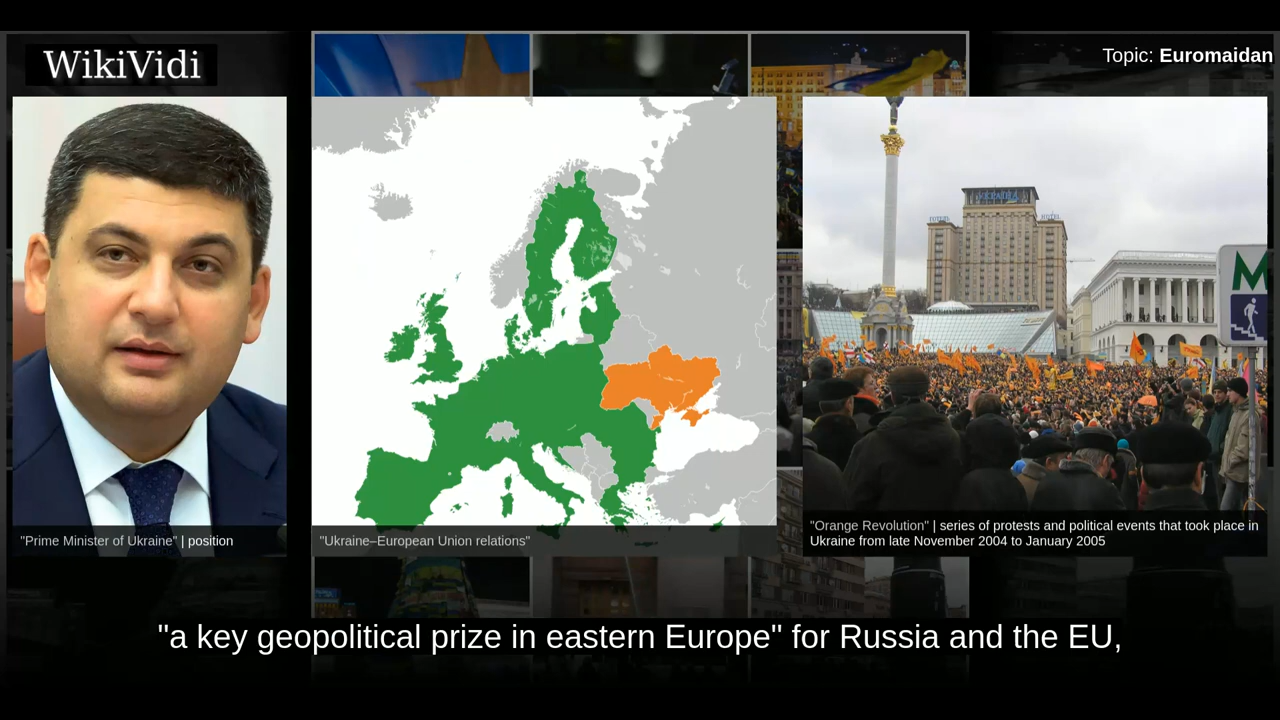 WikiVidi
Topic: Euromaidan
УКРАЇНА
HOTEL
M
"Prime Minister of Ukraine" | position
"Ukraine–European Union relations"
"Orange Revolution" | series of protests and political events that took place in
Ukraine from late November 2004 to January 2005
"a key geopolitical prize in eastern Europe" for Russia and the EU,